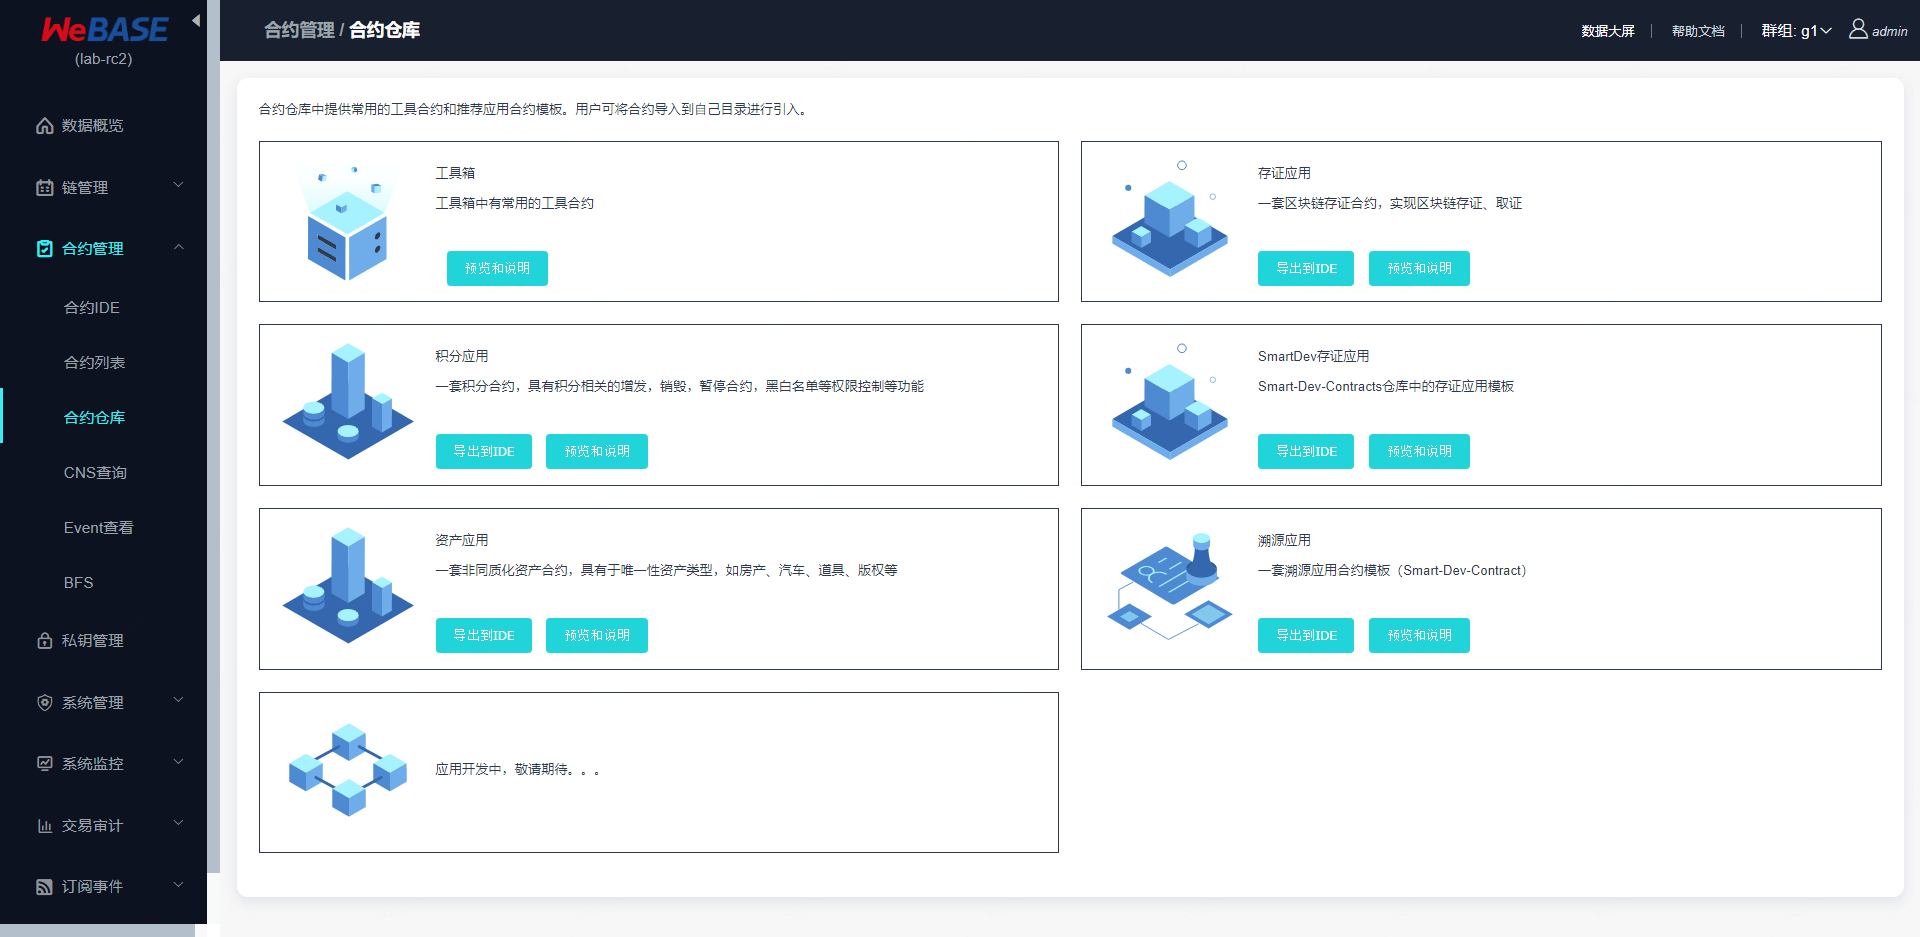 WeBASE
(lab-rc2)
数据概览
链管理
合约管理
合约IDE
合约列表
合约仓库
CNS查询
Event查看
BFS
私钥管理
系统管理
系统监控
交易审计
订阅事件
合约管理 / 合约仓库
数据大屏
帮助文档
群组: g1
admin
合约仓库中提供常用的工具合约和推荐应用合约模板。用户可将合约导入到自己目录进行引入。
工具箱
工具箱中有常用的工具合约
预览和说明
存证应用
一套区块链存证合约，实现区块链存证、取证
导出到IDE 预览和说明
积分应用
一套积分合约，具有积分相关的增发，销毁，暂停合约，黑白名单等权限控制等功能
导出到IDE 预览和说明
SmartDev存证应用
Smart-Dev-Contracts仓库中的存证应用模板
导出到IDE 预览和说明
资产应用
一套非同质化资产合约，具有于唯一性资产类型，如房产、汽车、道具、版权等
导出到IDE 预览和说明
溯源应用
一套溯源应用合约模板（Smart-Dev-Contract）
导出到IDE 预览和说明
应用开发中，敬请期待。。。